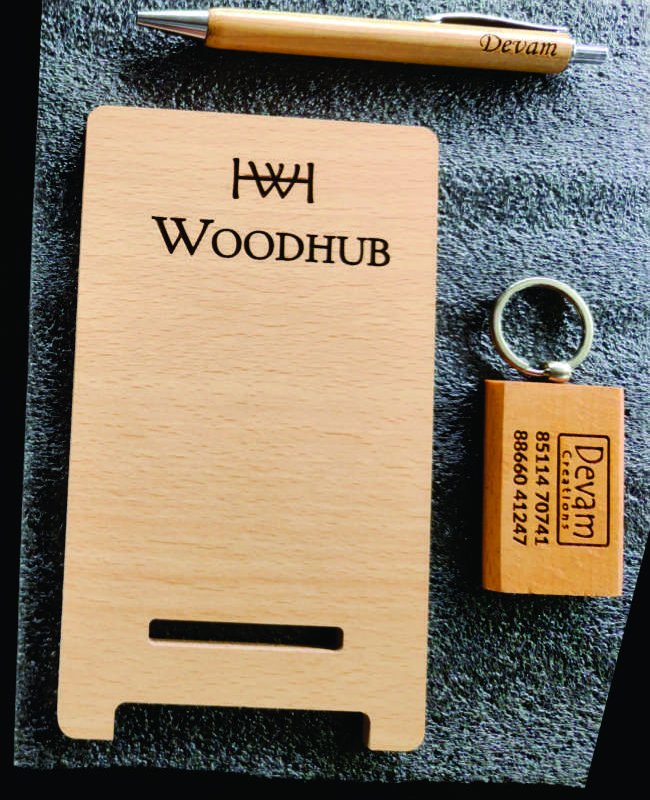 Devam
HWH
WOODHUB
Devam
Creations
85114 70741
88660 41247